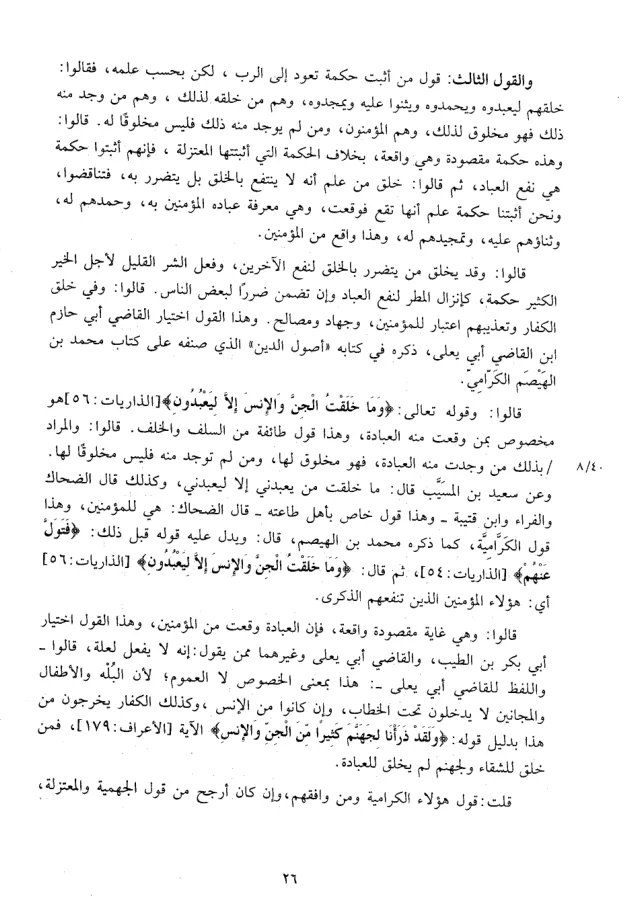 والقول الثالث: قول من أثبت حكمة تعود إلى الرب ، لكن بحسب علمه، فقالوا:
خلقهم ليعبدوه ويحمدوه ويثنوا عليه ويمجدوه، وهم من خلقه لذلك ، وهم من وجد منه
ذلك فهو مخلوق لذلك، وهم المؤمنون، ومن لم يوجد منه ذلك فليس مخلوقًا له. قالوا:
وهذه حكمة مقصودة وهي واقعة، بخلاف الحكمة التي أثبتتها المعتزلة ، فإنهم أثبتوا حكمة
هي نفع العباد، ثم قالوا: خلق من علم أنه لا ينتفع بالخلق بل يتضرر به، فتناقضوا،
ونحن أثبتنا حكمة علم أنها تقع فوقعت، وهي معرفة عباده المؤمنين به، وحمدهم له،
وثناؤهم عليه، وتمجيدهم له، وهذا واقع من المؤمنين.
قالوا: وقد يخلق من يتضرر بالخلق لنفع الآخرين، وفعل الشر القليل لأجل الخير
الكثير حكمة، كإنزال المطر لنفع العباد وإن تضمن ضررًا لبعض الناس. قالوا: وفي خلق
الكفار وتعذيبهم اعتبار للمؤمنين، وجهاد ومصالح. وهذا القول اختيار القاضي أبي حازم
ابن القاضي أبي يعلى، ذكره في كتابه «أصول الدين» الذي صنفه على كتاب محمد بن
الهَيْصَم الكَرَّاميّ.
قالوا: وقوله تعالى: ﴿وَمَا خَلَقْتُ الْجِنَّ وَالإِنسَ إِلاَّ لِيَعْبُدُونِ﴾[الذاريات:٥٦]هو
مخصوص بمن وقعت منه العبادة، وهذا قول طائفة من السلف والخلف. قالوا: والمراد
٨/٤٠ / بذلك من وجدت منه العبادة، فهو مخلوق لها، ومن لم توجد منه فليس مخلوقًا لها.
وعن سعيد بن المسَيَّب قال: ما خلقت من يعبدني إلا ليعبدني، وكذلك قال الضحاك
والفراء وابن قتيبة ـ وهذا قول خاص بأهل طاعته ـ قال الضحاك: هي للمؤمنين، وهذا
قول الكَرَّاميَّة، كما ذكره محمد بن الهيصم، قال: ويدل عليه قوله قبل ذلك: ﴿فَتَوَلَّ
عَنْهُمْ﴾ [الذاريات:٥٤]، ثم قال: ﴿وَمَا خَلَقْتُ الْجِنَّ وَالإِنسَ إِلاَّ لِيَعْبُدُونِ﴾ [الذاريات:٥٦]
أي: هؤلاء المؤمنين الذين تنفعهم الذكرى.
قالوا: وهي غاية مقصودة واقعة، فإن العبادة وقعت من المؤمنين، وهذا القول اختيار
أبي بكر بن الطيب، والقاضي أبي يعلى وغيرهما ممن يقول:إنه لا يفعل لعلة، قالوا ـ
واللفظ للقاضي أبي يعلى ـ: هذا بمعنى الخصوص لا العموم؛ لأن البُلْه والأطفال
والمجانين لا يدخلون تحت الخطاب، وإن كانوا من الإنس ،وكذلك الكفار يخرجون من
هذا بدليل قوله: ﴿وَلَقَدْ ذَرَأْنَا لِجَهَنَّمَ كَثِيرًا مِّنَ الْجِنِّ وَالإِنسِ﴾ الآية [الأعراف:١٧٩]، فمن
خلق للشقاء ولجهنم لم يخلق للعبادة.
قلت:قول هؤلاء الكرامية ومن وافقهم،وإن كان أرجح من قول الجهمية والمعتزلة،
٢٦